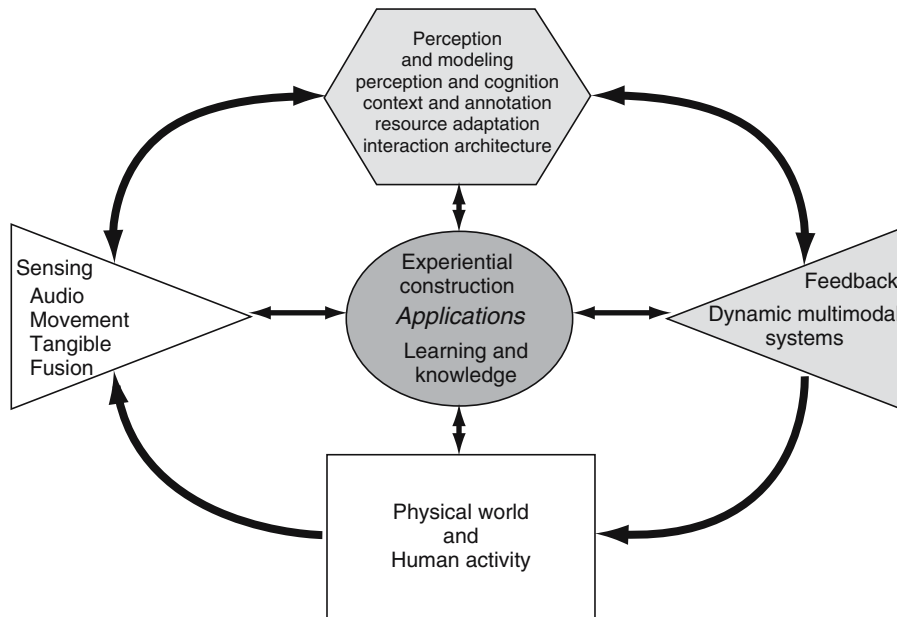 Perception
and modeling
perception and cognition
context and annotation
resource adaptation
interaction architecture
Sensing
Audio
Movement
Tangible
Fusion
Experiential
construction
Applications
Learning and
knowledge
Feedback
Dynamic multimodal
systems
Physical world
and
Human activity